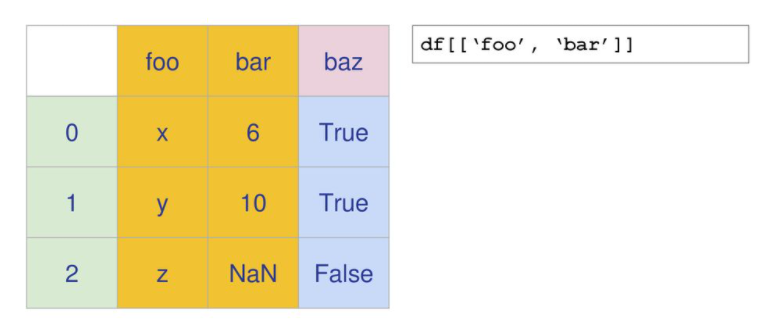 foo bar baz
0 x 6 True
1 y 10 True
2 z NaN False
df[[‘foo’, ‘bar’]]